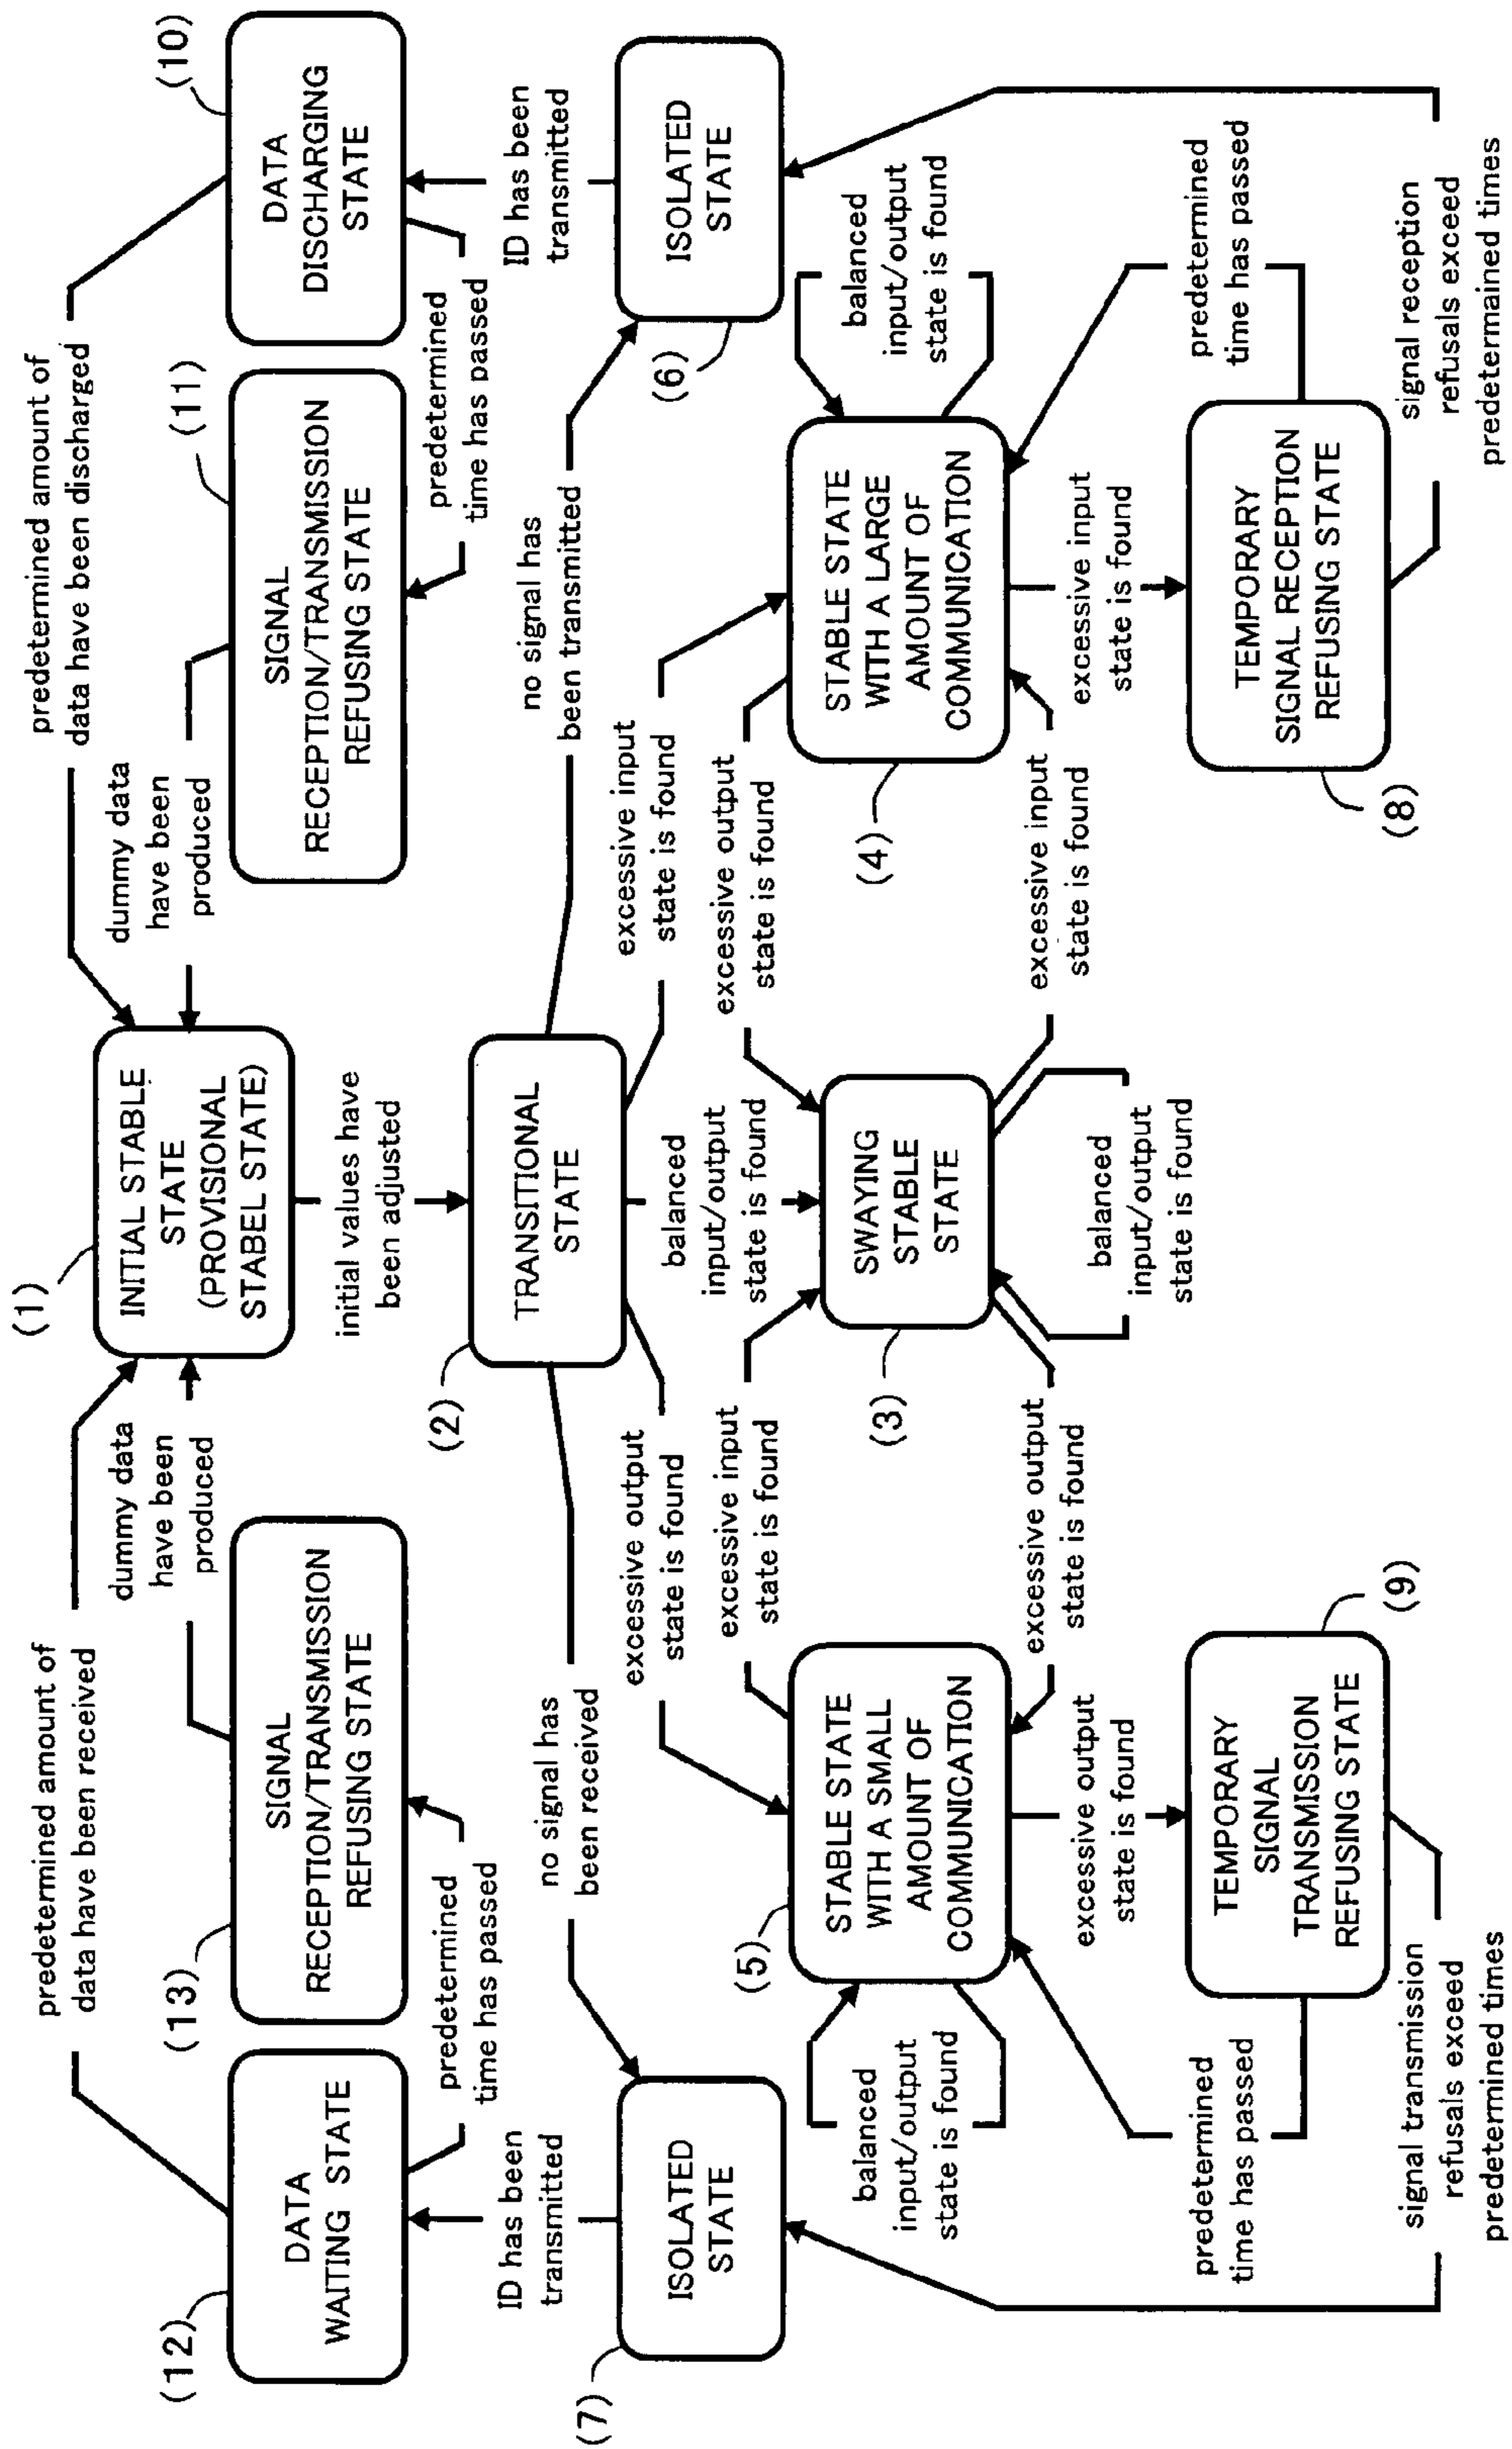 (1)
INITIAL STABLE
STATE
(PROVISIONAL
STABEL STATE)
predetermined amount of
data have been received
predetermined amount of
data have been discharged
dummy data
have been
produced
dummy data
have been
produced
(12)
DATA
WAITING STATE
(13)
SIGNAL
RECEPTION/TRANSMISSION
REFUSING STATE
(11)
SIGNAL
RECEPTION/TRANSMISSION
REFUSING STATE
(10)
DATA
DISCHARGING
STATE
initial values have
been adjusted
predetermined
time has passed
predetermined
time has passed
ID has been
transmitted
ID has been
transmitted
(2)
TRANSITIONAL
STATE
no signal has
been received
no signal has
been transmitted
(7)
ISOLATED
STATE
(6)
ISOLATED
STATE
excessive output
state is found
balanced
input/output
state is found
excessive input
state is found
excessive input
state is found
excessive output
state is found
(5)
STABLE STATE
WITH A SMALL
AMOUNT OF
COMMUNICATION
(3)
SWAYING
STABLE
STATE
(4)
STABLE STATE
WITH A LARGE
AMOUNT OF
COMMUNICATION
balanced
input/output
state is found
balanced
input/output
state is found
excessive output
state is found
excessive input
state is found
balanced
input/output
state is found
excessive output
state is found
excessive input
state is found
predetermined
time has passed
predetermined
time has passed
(9)
TEMPORARY
SIGNAL
TRANSMISSION
REFUSING STATE
(8)
TEMPORARY
SIGNAL RECEPTION
REFUSING STATE
signal transmission
refusals exceed
predetermined times
signal reception
refusals exceed
predetermained times